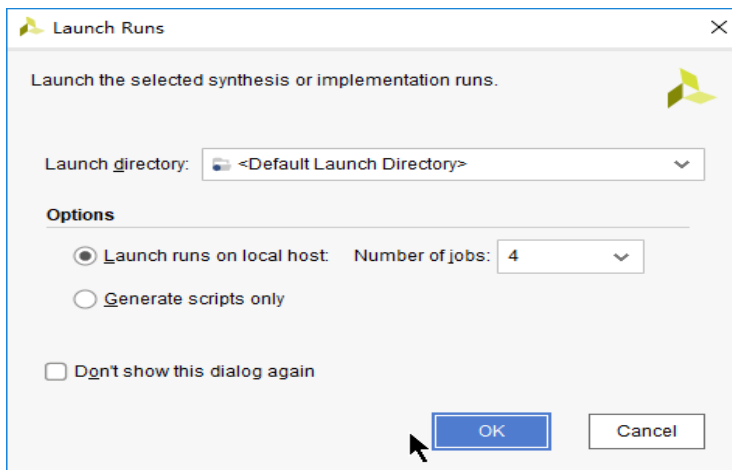 Launch Runs
Launch the selected synthesis or implementation runs.
Launch directory: <Default Launch Directory>
Options
Launch runs on local host: Number of jobs: 4
Generate scripts only
Don't show this dialog again
OK Cancel